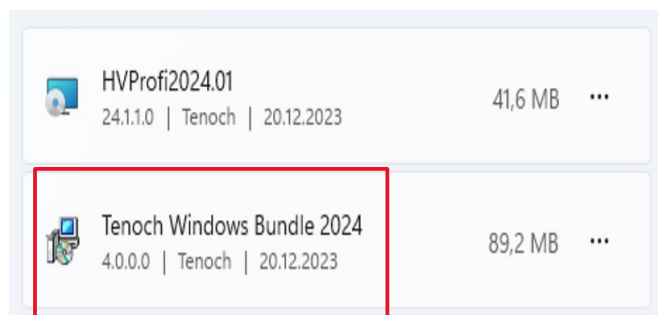 HVProfi2024.01
41,6 MB
24.1.1.0 | Tenoch | 20.12.2023
Tenoch Windows Bundle 2024
89,2 MB
4.0.0.0 | Tenoch | 20.12.2023